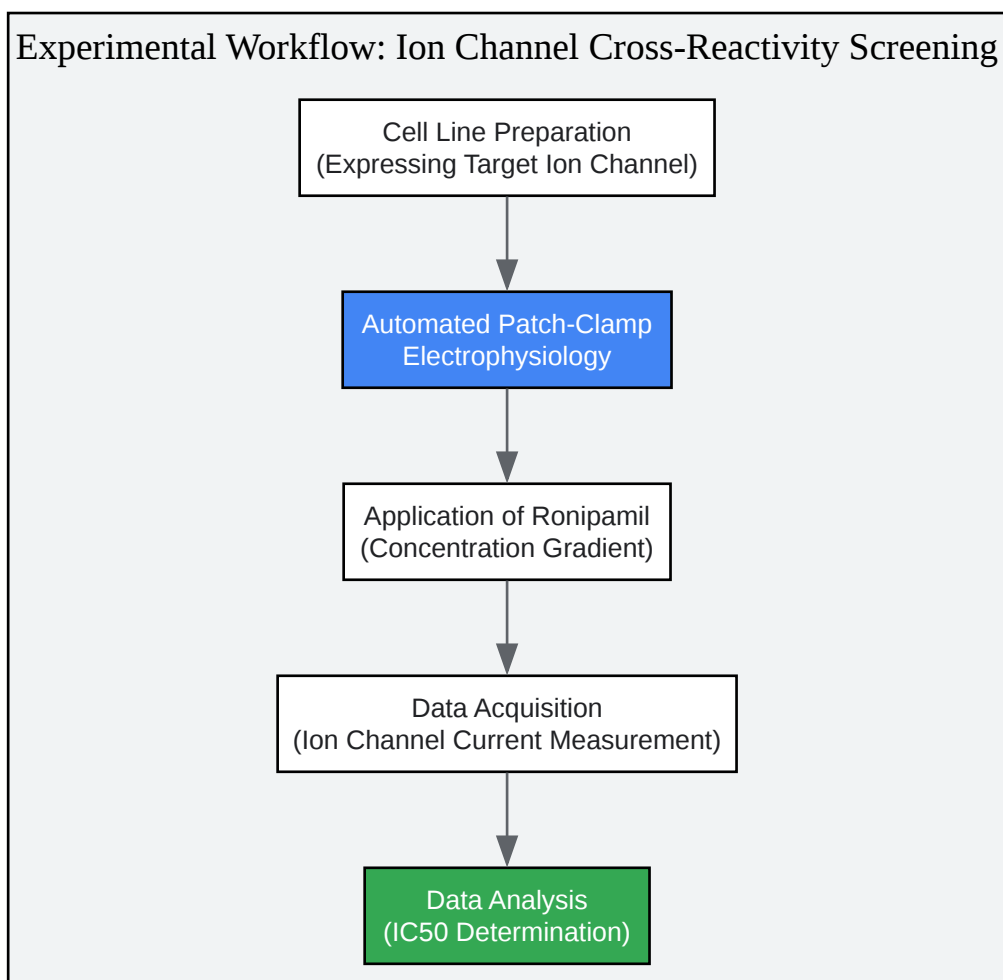 Experimental Workflow: Ion Channel Cross-Reactivity Screening
Cell Line Preparation
(Expressing Target Ion Channel)
Automated Patch-Clamp
Electrophysiology
Application of Ronipamil
(Concentration Gradient)
Data Acquisition
(Ion Channel Current Measurement)
Data Analysis
(IC50 Determination)